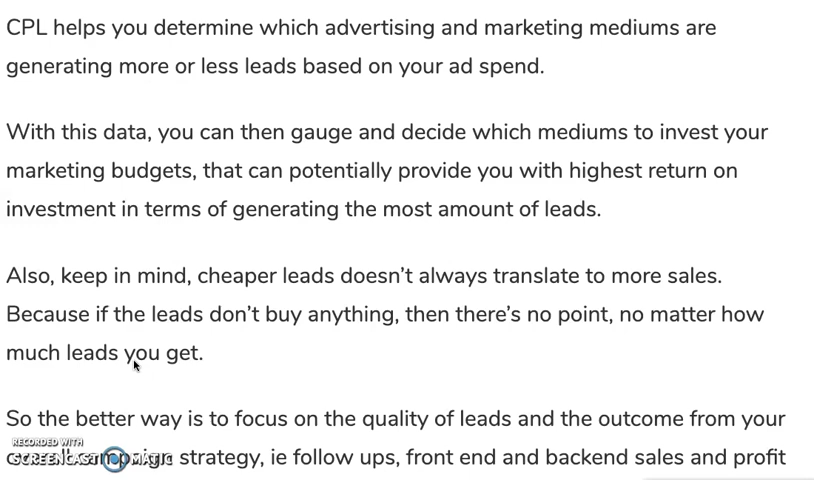 CPL helps you determine which advertising and marketing mediums are
generating more or less leads based on your ad spend.
With this data, you can then gauge and decide which mediums to invest your
marketing budgets, that can potentially provide you with highest return on
investment in terms of generating the most amount of leads.
Also, keep in mind, cheaper leads doesn’t always translate to more sales.
Because if the leads don’t buy anything, then there’s no point, no matter how
much leads you get.
So the better way is to focus on the quality of leads and the outcome from your
RECORDED WITH
SCREENCAST-O-MATIC
strategy, ie follow ups, front end and backend sales and profit